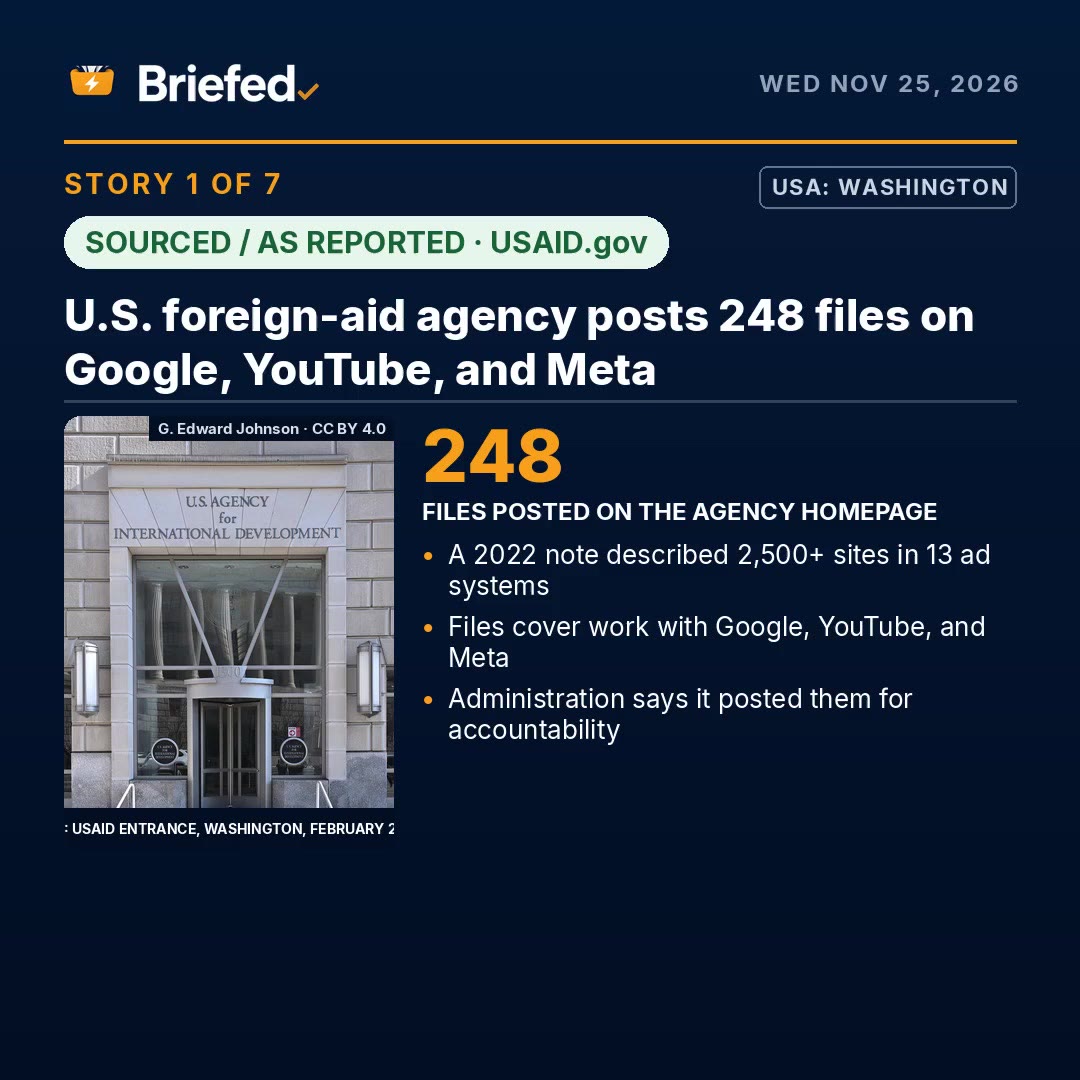 Briefed
WED NOV 25, 2026
STORY 1 OF 7
USA: WASHINGTON
SOURCED / AS REPORTED · USAID.gov
U.S. foreign-aid agency posts 248 files on
Google, YouTube, and Meta
G. Edward Johnson · CC BY 4.0
U.S. AGENCY
for
INTERNATIONAL DEVELOPMENT
: USAID ENTRANCE, WASHINGTON, FEBRUARY 2
248
FILES POSTED ON THE AGENCY HOMEPAGE
• A 2022 note described 2,500+ sites in 13 ad
systems
• Files cover work with Google, YouTube, and
Meta
• Administration says it posted them for
accountability